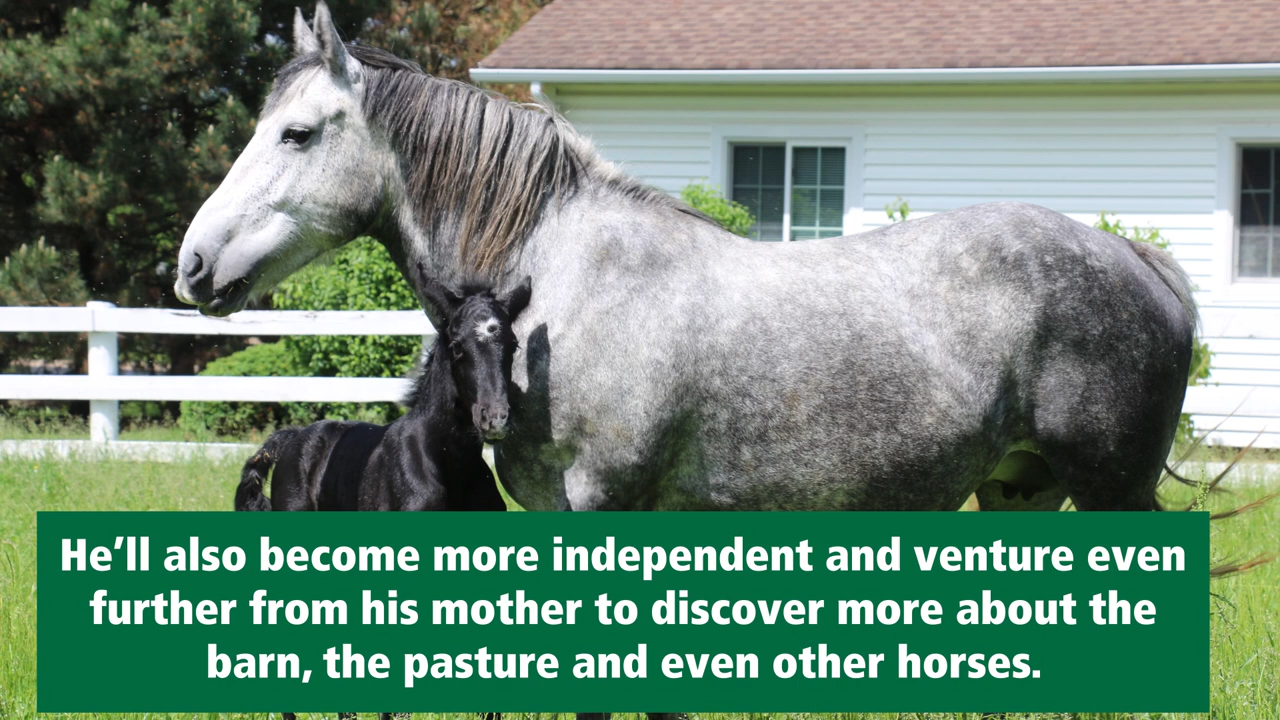 He’ll also become more independent and venture even
further from his mother to discover more about the
barn, the pasture and even other horses.